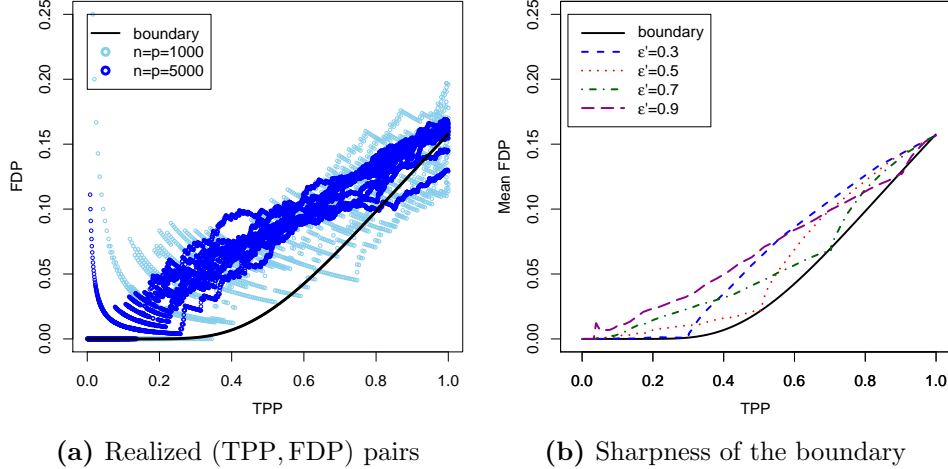 boundary
n=p=1000
n=p=5000
0.25
0.20
0.15
0.10
0.05
0.00
FDP
0.0 0.2 0.4 0.6 0.8 1.0
TPP
(a) Realized (TPP, FDP) pairs
boundary
ε'=0.3
ε'=0.5
ε'=0.7
ε'=0.9
0.25
0.20
0.15
0.10
0.05
0.00
Mean FDP
0.0 0.2 0.4 0.6 0.8 1.0
TPP
(b) Sharpness of the boundary